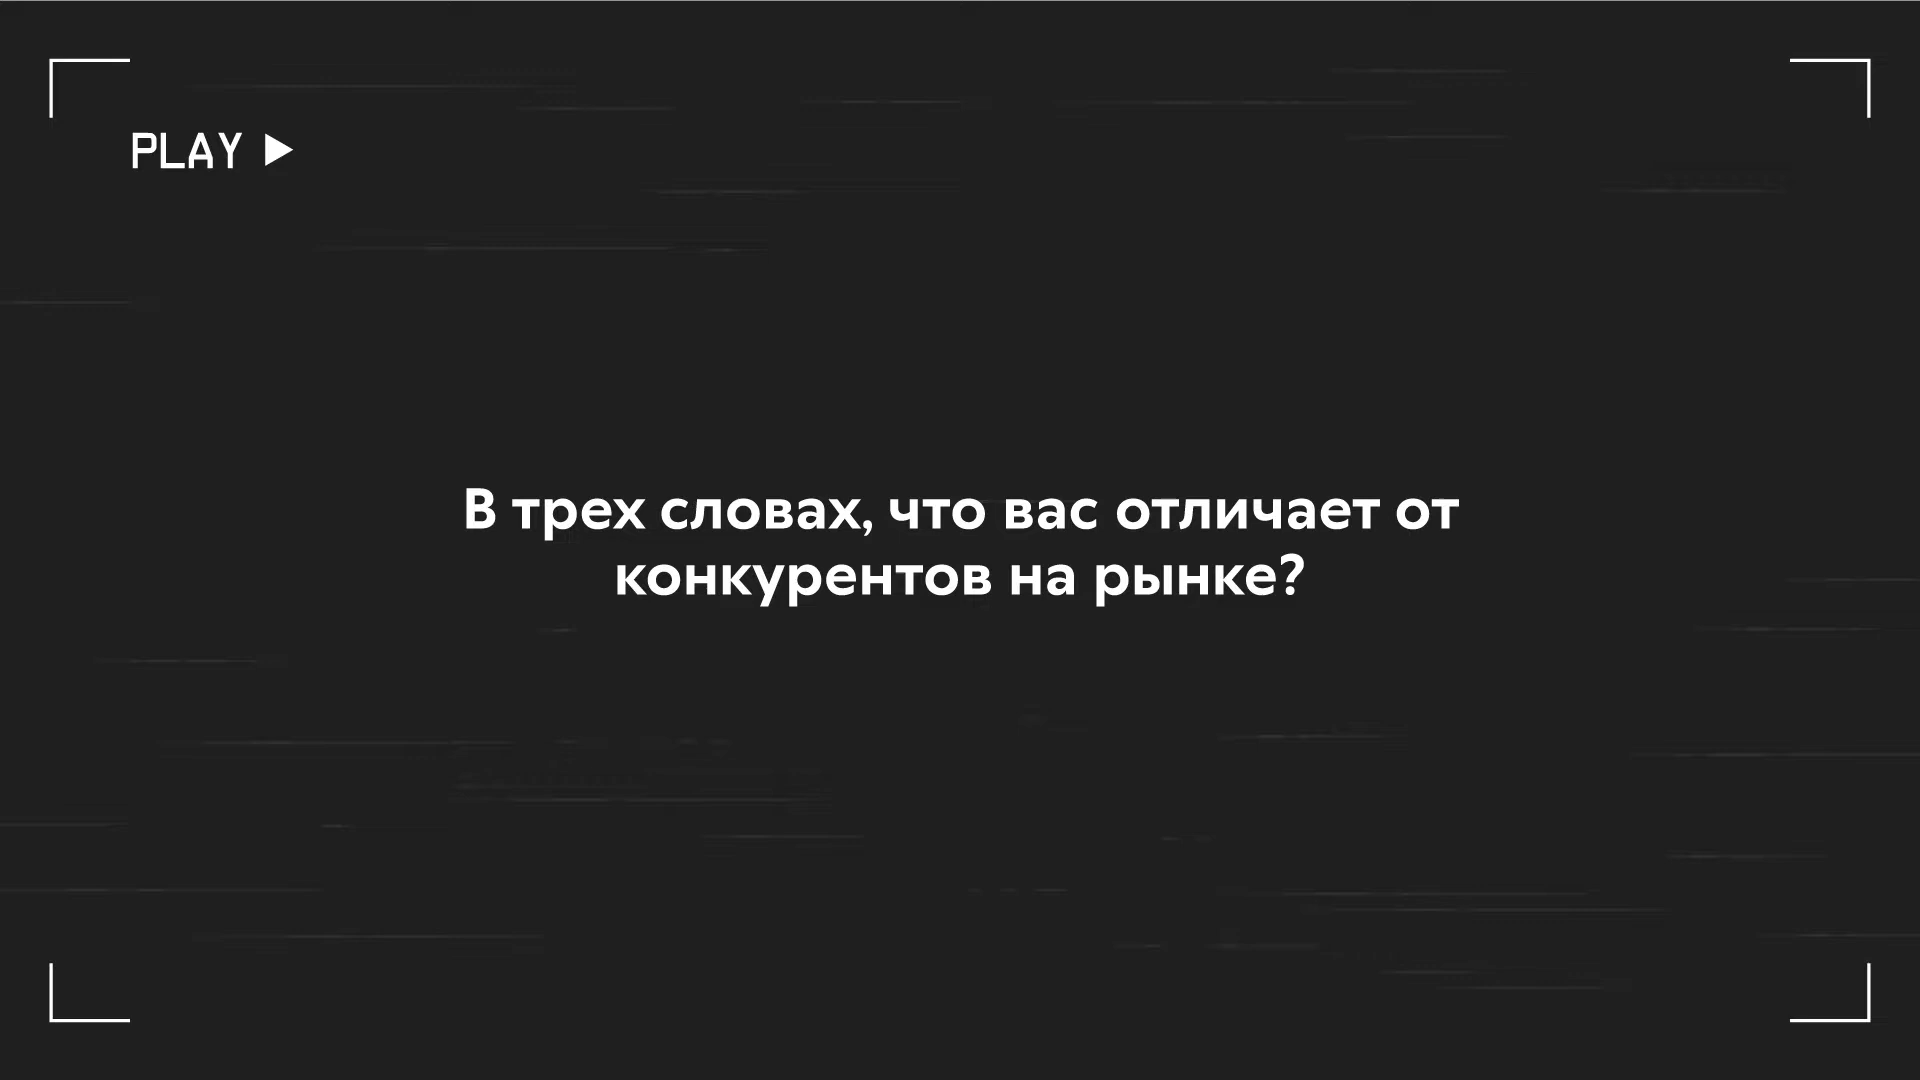 PLAY
В трех словах, что вас отличает от
конкурентов на рынке?